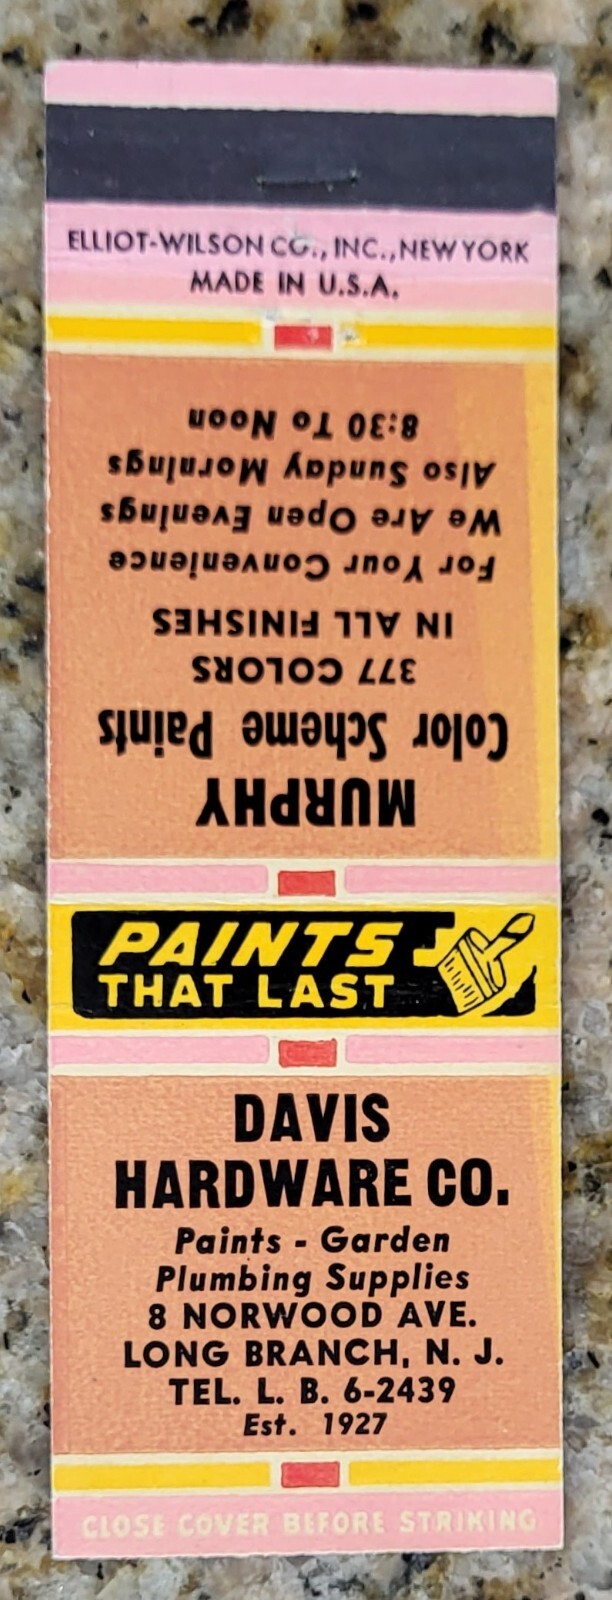 ELLIOT-WILSON CO., INC., NEW YORK
MADE IN U.S.A.
MURPHY
Color Scheme Paints
377 COLORS
IN ALL FINISHES
For Your Convenience
We Are Open Evenings
Also Sunday Mornings
8:30 To Noon
PAINTS
THAT LAST
DAVIS
HARDWARE CO.
Paints - Garden
Plumbing Supplies
8 NORWOOD AVE.
LONG BRANCH, N. J.
TEL. L. B. 6-2439
Est. 1927
CLOSE COVER BEFORE STRIKING